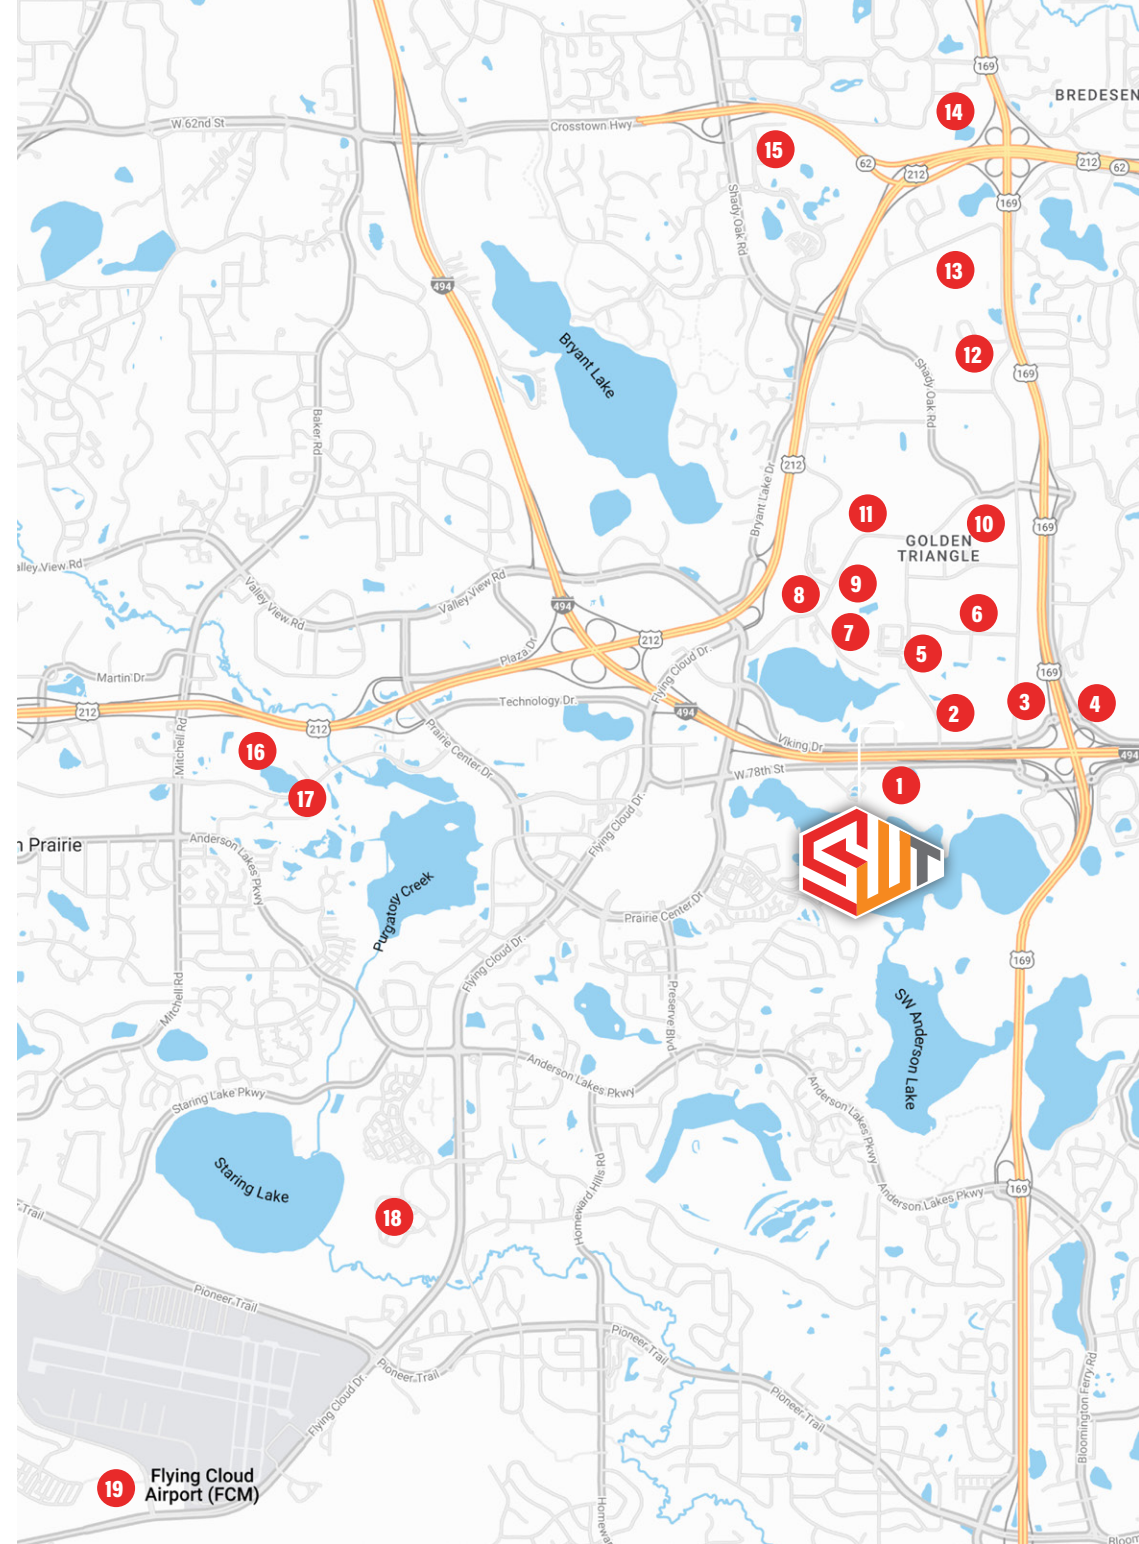 169
BREDESEN
14
W 62nd St
Crosstown Hwy
15
62
212
212
62
169
Shady Oak Rd
13
494
Bryant Lake
12
169
Shady Oak Rd
Baker Rd
212
Bryant Lake Dr
11
10
169
GOLDEN
TRIANGLE
alley View Rd
Valley View Rd
Valley View Rd
494
8
9
6
7
212
5
Plaza Dr
Flying Cloud Dr.
Martin Dr
169
3
4
2
212
212
Technology Dr.
494
Viking Dr
494
Mitchell Rd
16
Prairie Center Dr.
W 78th St
1
17
Flying Cloud Dr.
n Prairie
Anderson Lakes Pkwy
SWT
Purgatory Creek
Prairie Center Dr
Flying Cloud Dr.
169
Mitchell Rd
Preserve Blvd
SW Anderson Lake
Anderson Lakes Pkwy
Anderson Lakes Pkwy
Staring Lake Pkwy
Staring Lake
Homeward Hills Rd
Anderson Lakes Pkwy
169
18
Trail
Pioneer Trail
Pioneer Trail
Pioneer Trail
Pioneer Trail
Flying Cloud Dr
Bloomington Ferry Rd
19
Flying Cloud
Airport (FCM)
Homewa
Bloom